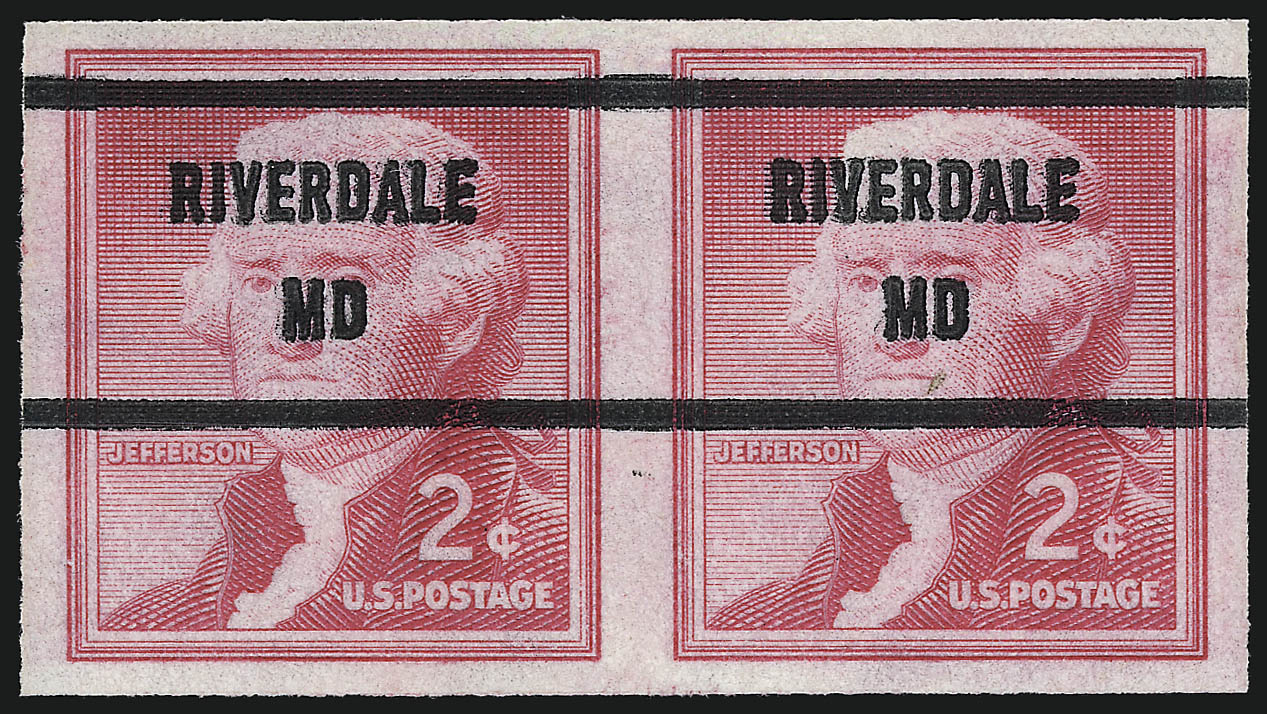 RIVERDALE
MD
JEFFERSON
2¢
U.S.POSTAGE
RIVERDALE
MD
JEFFERSON
2¢
U.S.POSTAGE